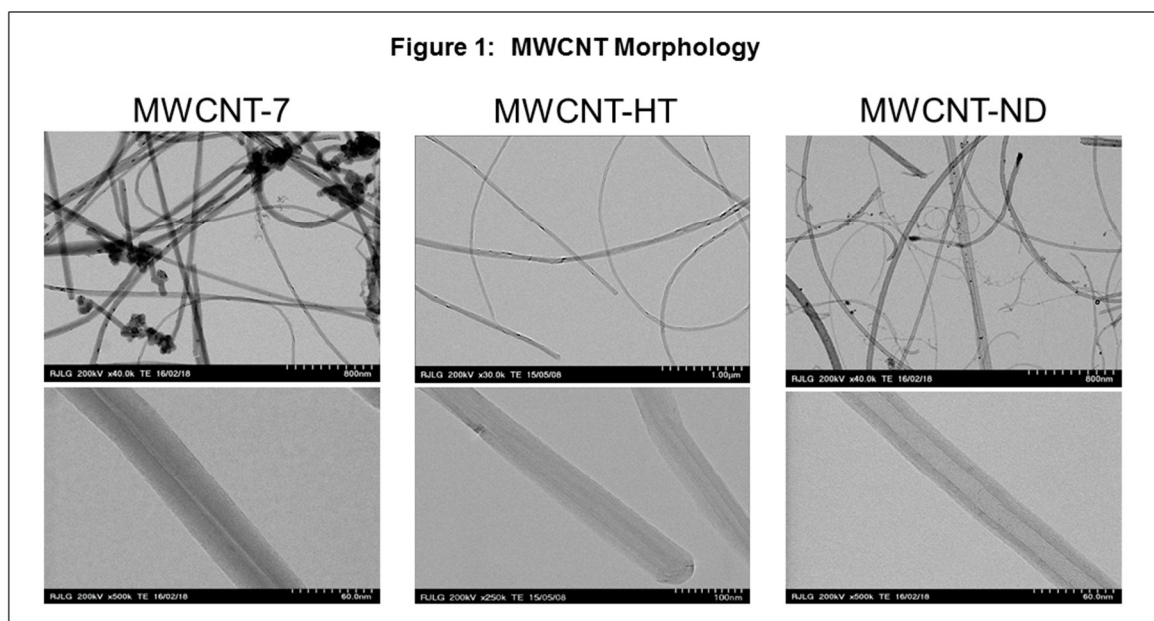 Figure 1: MWCNT Morphology
MWCNT-7
MWCNT-HT
MWCNT-ND
RJLG 200kV x40.0k TE 16/02/18 800nm
RJLG 200kV x30.0k TE 15/05/08 1.00µm
RJLG 200kV x40.0k TE 16/02/18 800nm
RJLG 200kV x500k TE 16/02/18 60.0nm
RJLG 200kV x250k TE 15/05/08 100nm
RJLG 200kV x500k TE 16/02/18 60.0nm